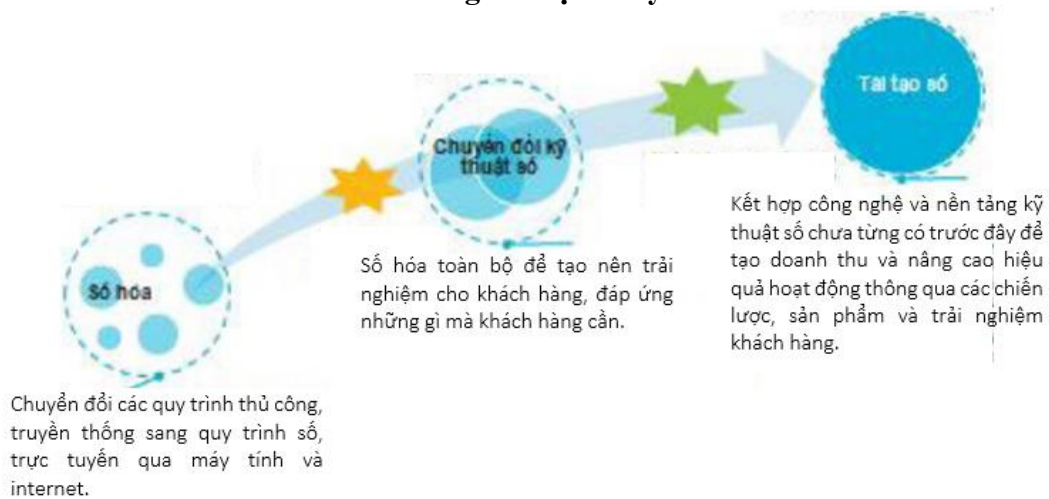 Số hóa
Chuyển đổi các quy trình thủ công,
truyền thống sang quy trình số,
trực tuyến qua máy tính và
internet.
Chuyển đổi kỹ
thuật số
Số hóa toàn bộ để tạo nên trải
nghiệm cho khách hàng, đáp ứng
những gì mà khách hàng cần.
Tái tạo số
Kết hợp công nghệ và nền tảng kỹ
thuật số chưa từng có trước đây để
tạo doanh thu và nâng cao hiệu
quả hoạt động thông qua các chiến
lược, sản phẩm và trải nghiệm
khách hàng.